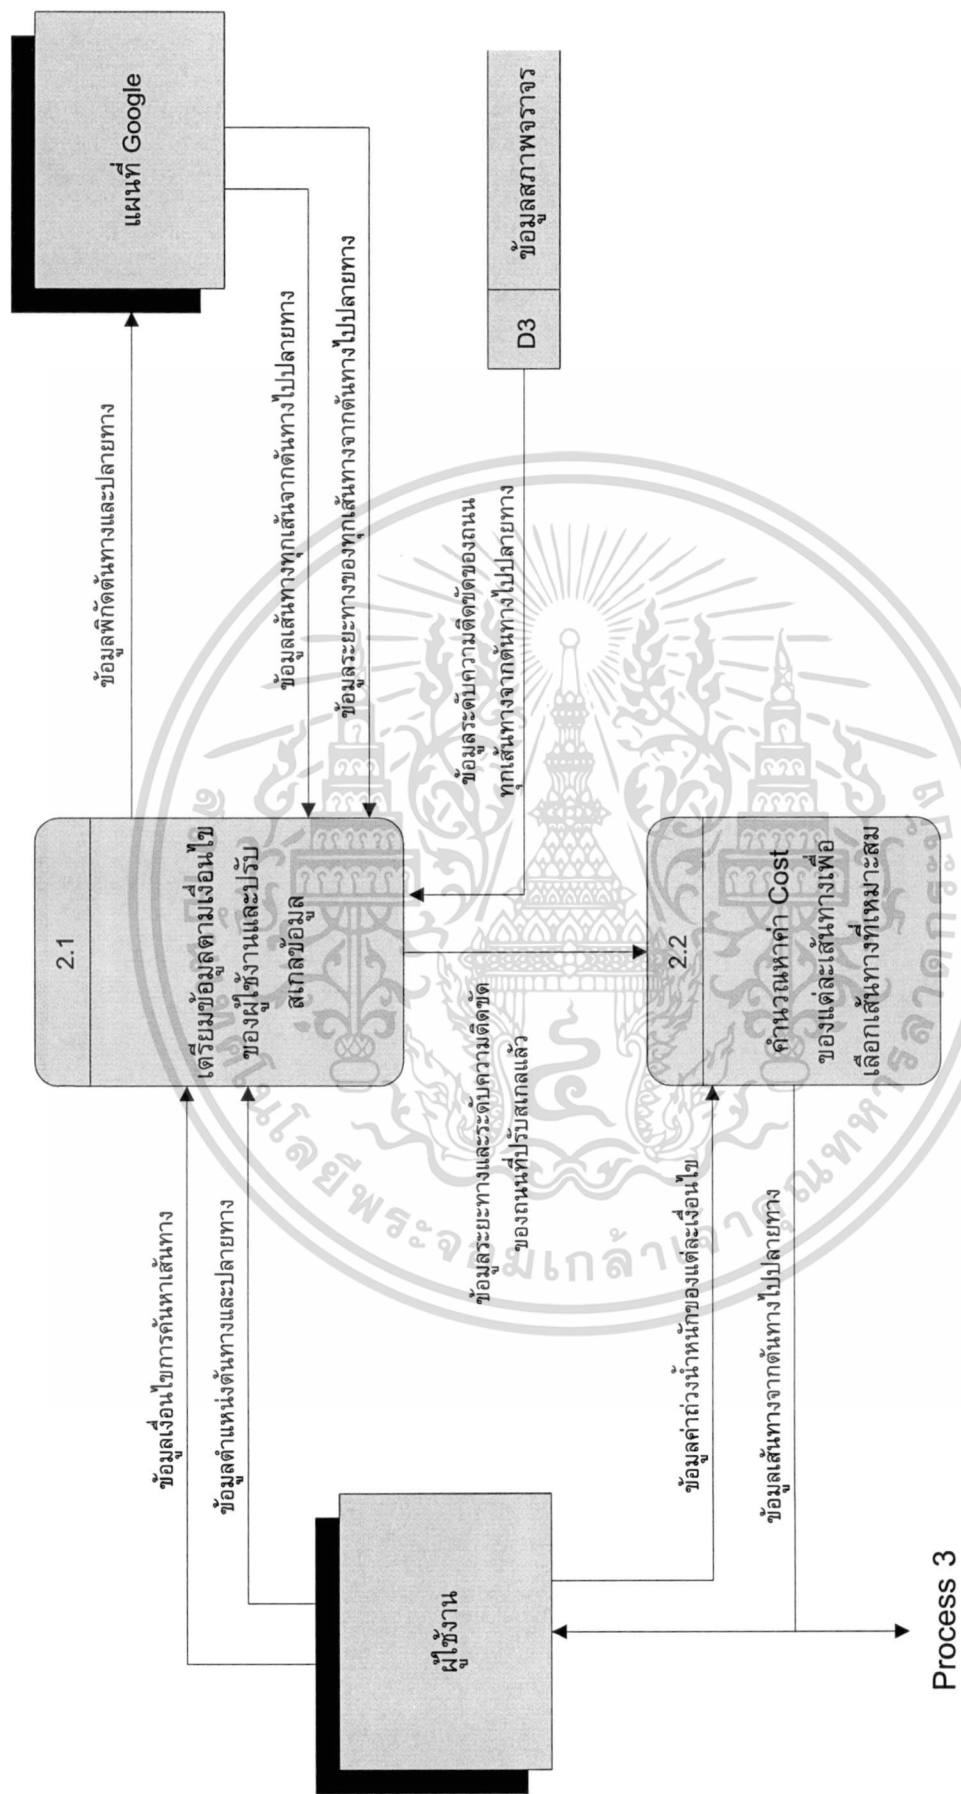 แผนที่ Google
ข้อมูลพิกัดต้นทางและปลายทาง
ข้อมูลเส้นทางทุกเส้นจากต้นทางไปปลายทาง
ข้อมูลระยะทางของทุกเส้นทางจากต้นทางไปปลายทาง
D3
ข้อมูลสภาพจราจร
ข้อมูลระดับความติดขัดของถนน
ทุกเส้นทางจากต้นทางไปปลายทาง
2.1
เตรียมข้อมูลตามเงื่อนไข
ของผู้ใช้งานและปรับ
สเกลข้อมูล
ข้อมูลระยะทางและระดับความติดขัด
ของถนนที่ปรับสเกลแล้ว
2.2
คำนวณหาค่า Cost
ของแต่ละเส้นทางเพื่อ
เลือกเส้นทางที่เหมาะสม
ข้อมูลเงื่อนไขการค้นหาเส้นทาง
ข้อมูลตำแหน่งต้นทางและปลายทาง
ข้อมูลค่าถ่วงน้ำหนักของแต่ละเงื่อนไข
ข้อมูลเส้นทางจากต้นทางไปปลายทาง
ผู้ใช้งาน
Process 3